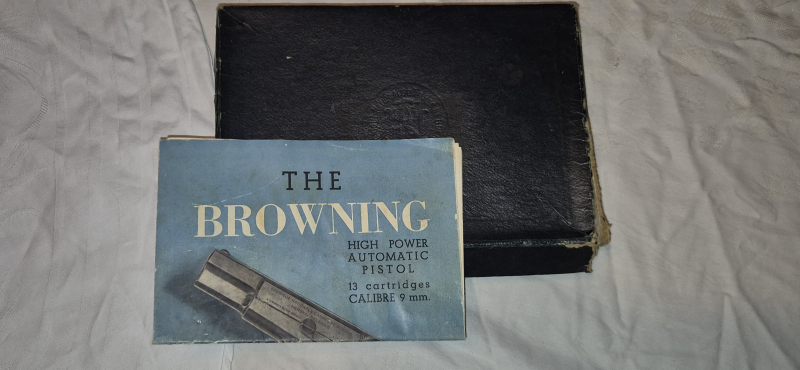 THE
BROWNING
HIGH POWER
AUTOMATIC
PISTOL
13 cartridges
CALIBRE 9 mm.